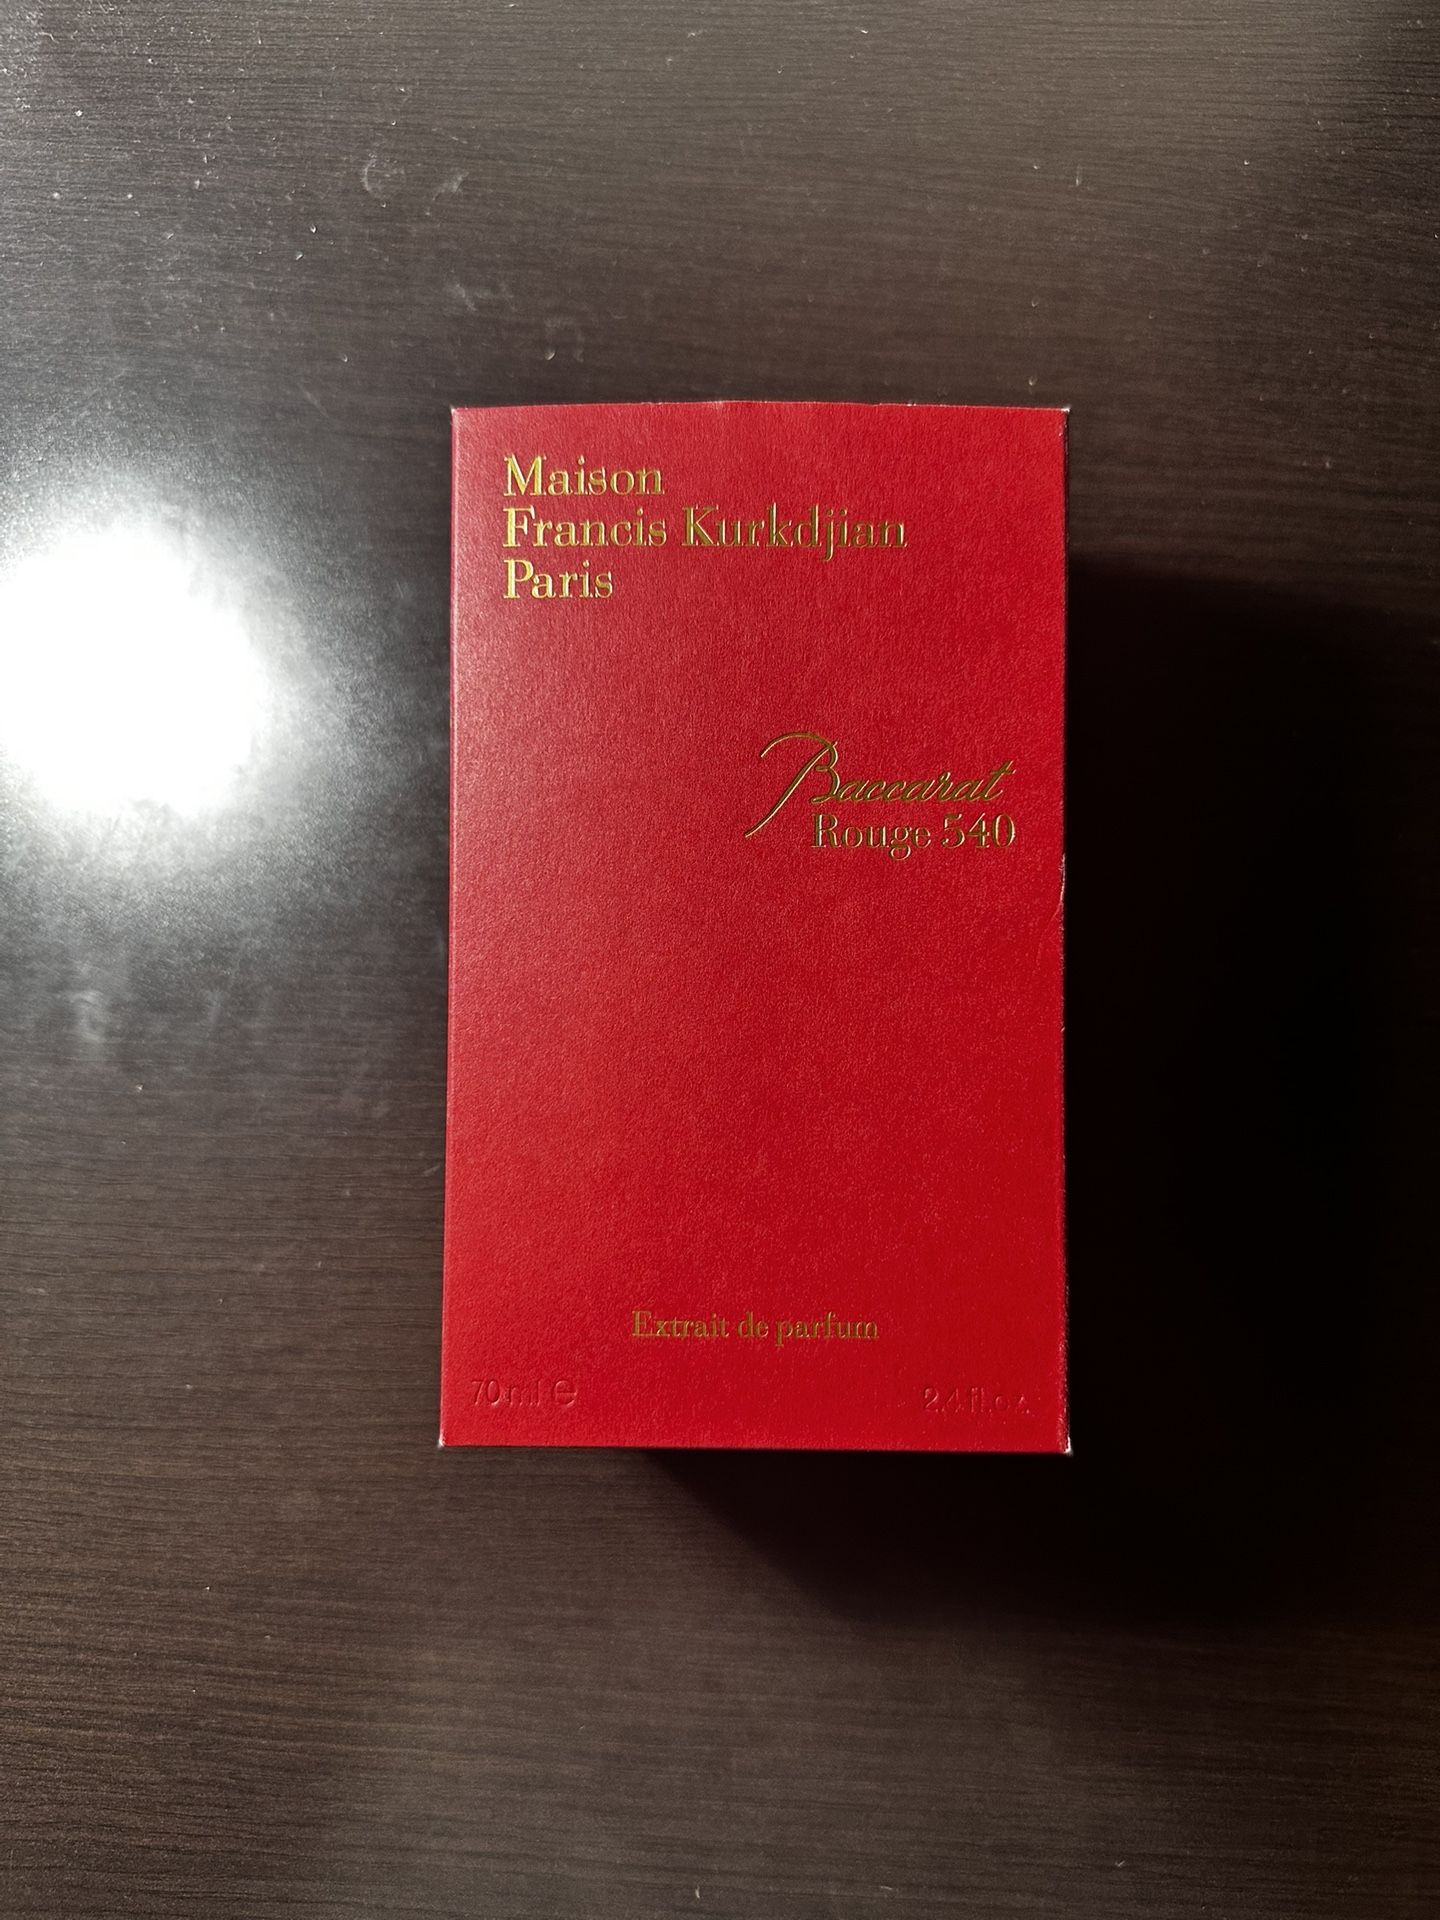 Maison
Francis Kurkdjian
Paris
Baccarat
Rouge 540
Extrait de parfum
70 ml ℮ 2.4 fl.oz.